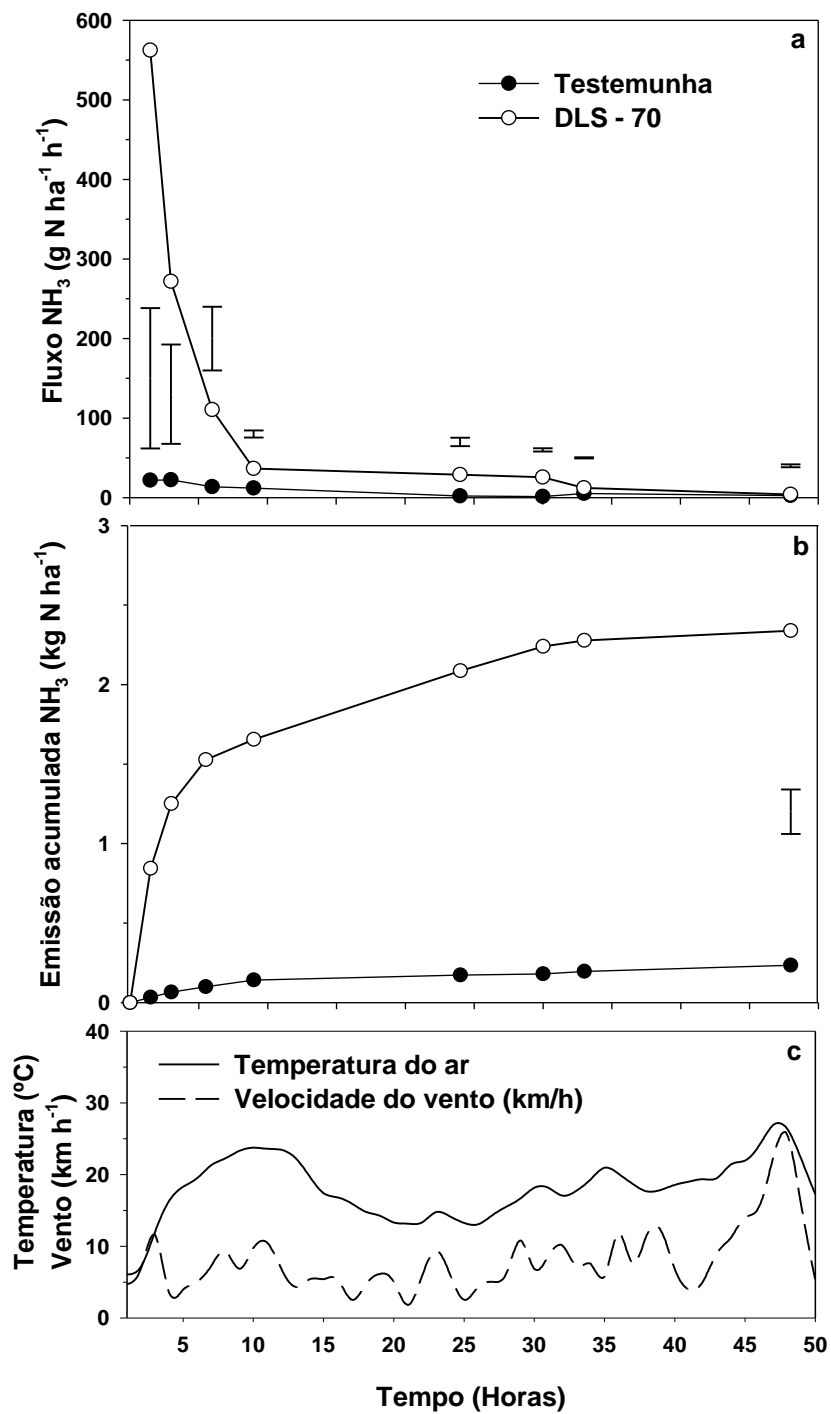 a
600
500
400
300
200
100
0
Fluxo NH₃ (g N ha⁻¹ h⁻¹)
Testemunha
DLS - 70
b
3
2
1
0
Emissão acumulada NH₃ (kg N ha⁻¹)
c
40
30
20
10
0
Temperatura (ºC)
Vento (km h⁻¹)
Temperatura do ar
Velocidade do vento (km/h)
5 10 15 20 25 30 35 40 45 50
Tempo (Horas)